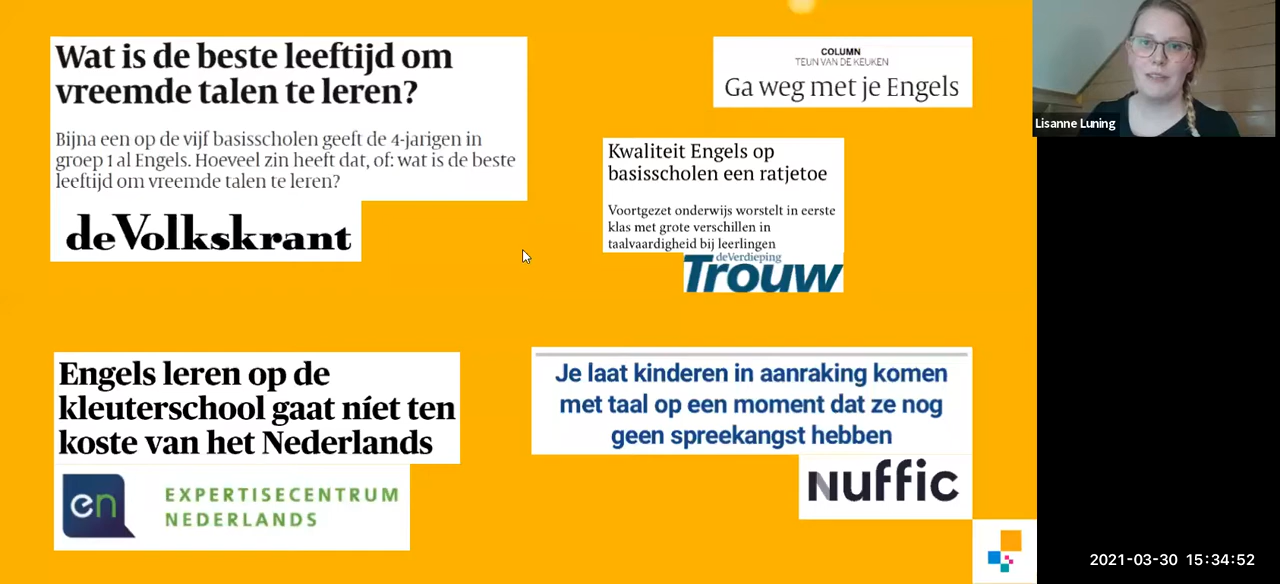 Wat is de beste leeftijd om
vreemde talen te leren?
Bijna een op de vijf basisscholen geeft de 4-jarigen in
groep 1 al Engels. Hoeveel zin heeft dat, of: wat is de beste
leeftijd om vreemde talen te leren?
deVolkskrant
COLUMN
TEUN VAN DE KEUKEN
Ga weg met je Engels
Kwaliteit Engels op
basisscholen een ratjetoe
Voortgezet onderwijs worstelt in eerste
klas met grote verschillen in
taalvaardigheid bij leerlingen
deVerdieping
Trouw
Engels leren op de
kleuterschool gaat níet ten
koste van het Nederlands
en
EXPERTISECENTRUM
NEDERLANDS
Je laat kinderen in aanraking komen
met taal op een moment dat ze nog
geen spreekangst hebben
nuffic
Lisanne Luning
2021-03-30 15:34:52